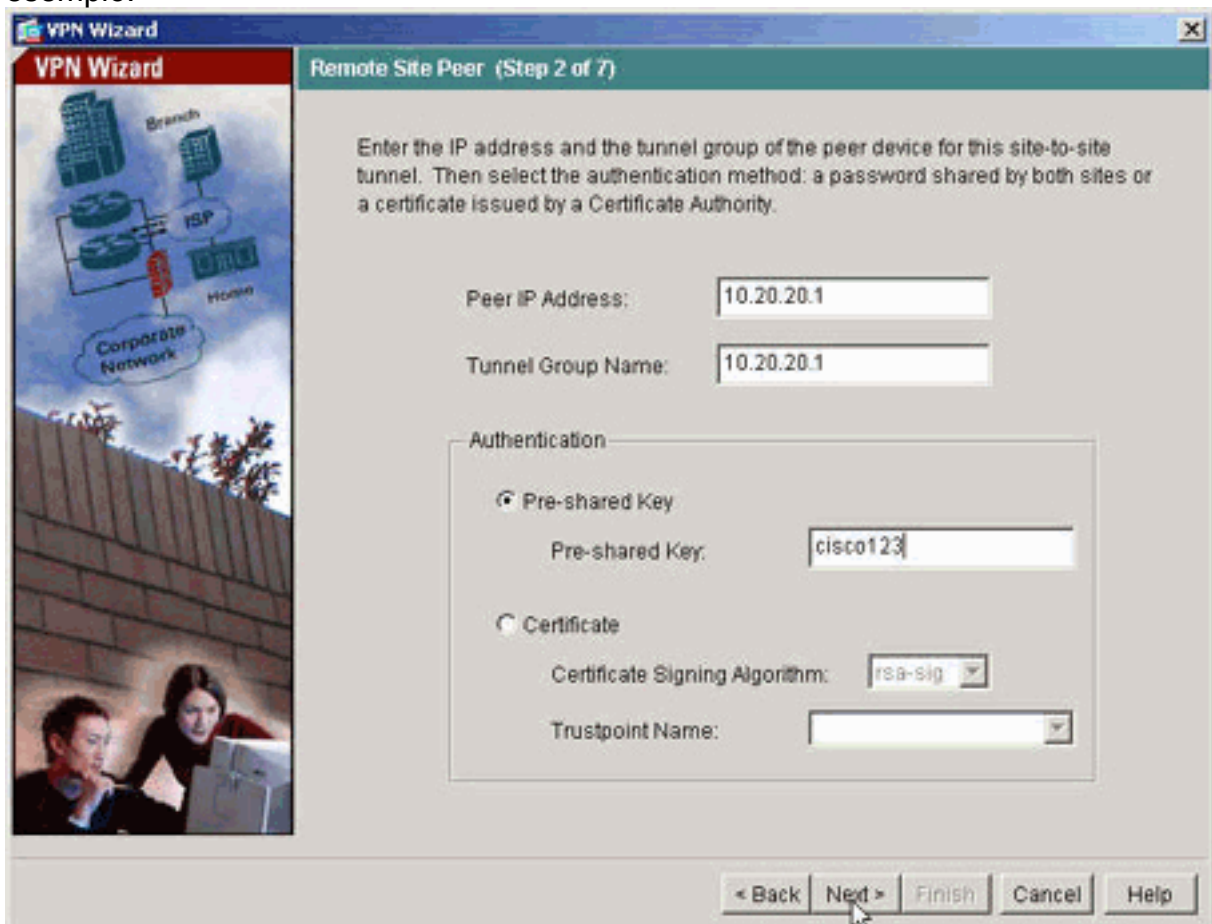 esempio:
VPN Wizard
VPN Wizard
Remote Site Peer (Step 2 of 7)
Branch
ISP
Home
Corporate
Network
Enter the IP address and the tunnel group of the peer device for this site-to-site
tunnel. Then select the authentication method: a password shared by both sites or
a certificate issued by a Certificate Authority.
Peer IP Address: 10.20.20.1
Tunnel Group Name: 10.20.20.1
Authentication
Pre-shared Key
Pre-shared Key: cisco123
Certificate
Certificate Signing Algorithm: rsa-sig
Trustpoint Name:
< Back Next > Finish Cancel Help